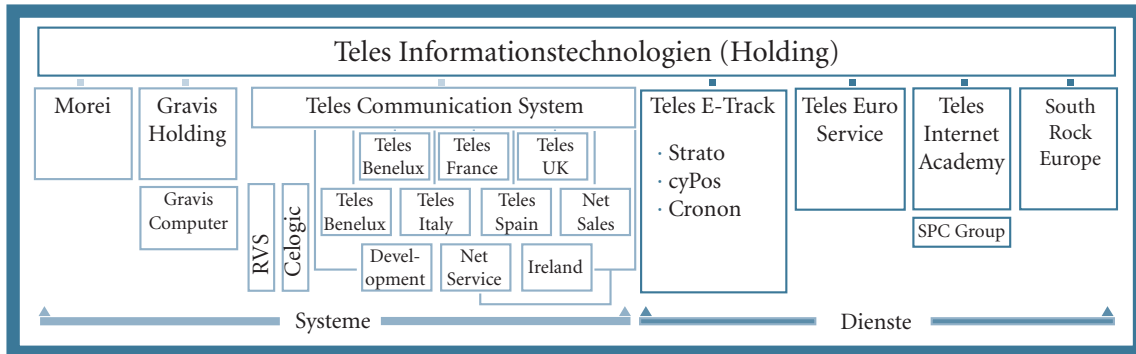 Teles Informationstechnologien (Holding)
Morei
Gravis
Holding
Gravis
Computer
Teles Communication System
RVS
Celogic
Teles
Benelux
Teles
France
Teles
UK
Teles
Benelux
Teles
Italy
Teles
Spain
Net
Sales
Devel-
opment
Net
Service
Ireland
Teles E-Track
· Strato
· cyPos
· Cronon
Teles Euro
Service
Teles
Internet
Academy
SPC Group
South
Rock
Europe
Systeme
Dienste